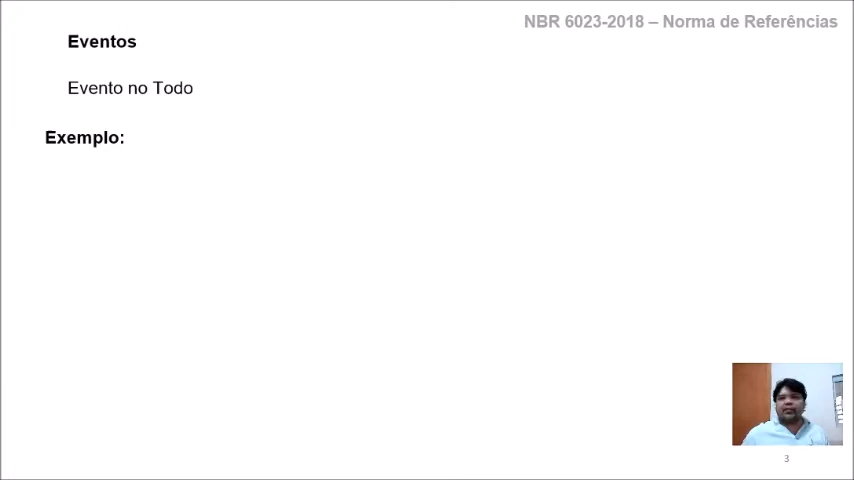 NBR 6023-2018 – Norma de Referências
Eventos
Evento no Todo
Exemplo:
3